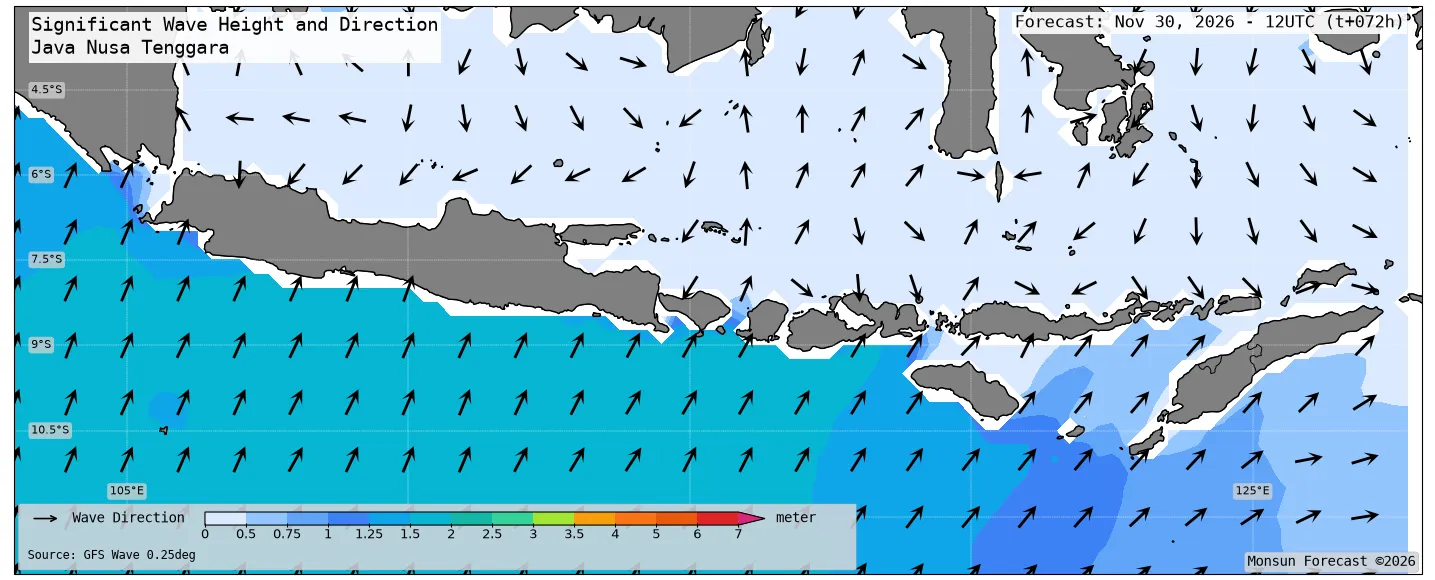 Significant Wave Height and Direction
Java Nusa Tenggara
Forecast: Nov 30, 2026 - 12UTC (t+072h)
4.5°S
6°S
7.5°S
9°S
10.5°S
105°E
125°E
Wave Direction
meter
0 0.5 0.75 1 1.25 1.5 2 2.5 3 3.5 4 5 6 7
Source: GFS Wave 0.25deg
Monsun Forecast ©2026